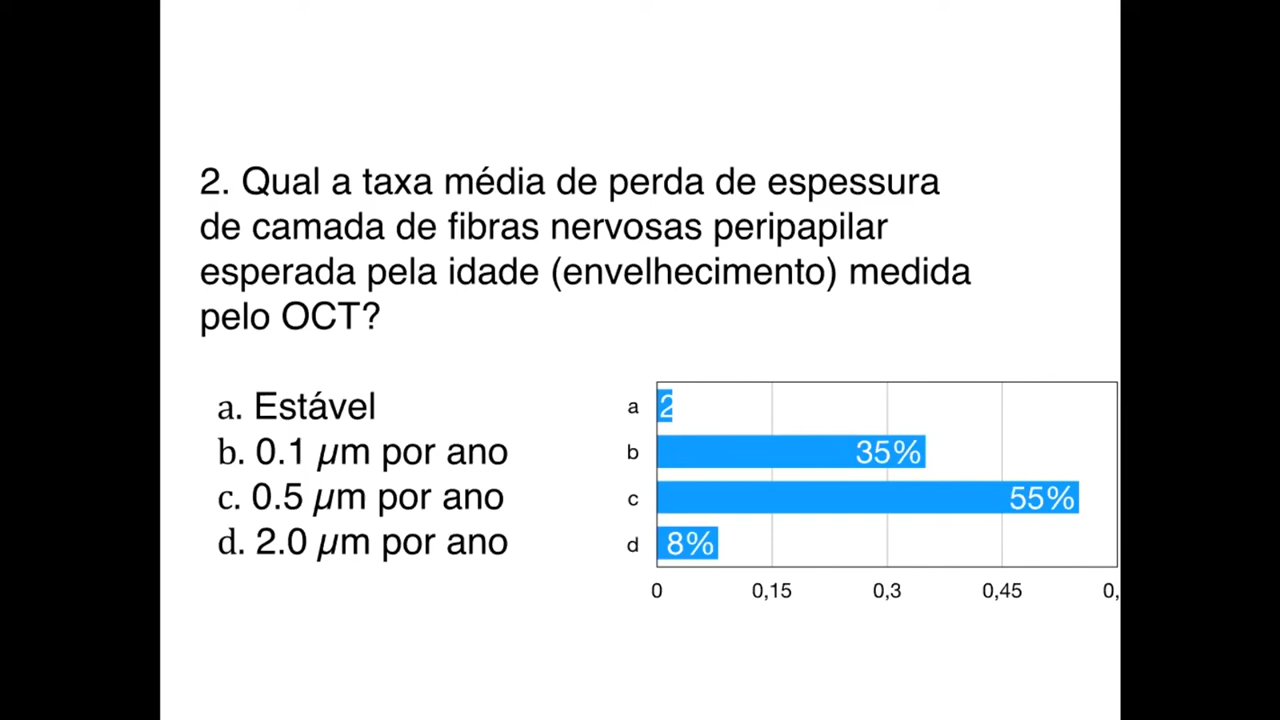 2. Qual a taxa média de perda de espessura
de camada de fibras nervosas peripapilar
esperada pela idade (envelhecimento) medida
pelo OCT?
a. Estável
b. 0.1 µm por ano
c. 0.5 µm por ano
d. 2.0 µm por ano
a 2
b 35%
c 55%
d 8%
0 0,15 0,3 0,45 0,